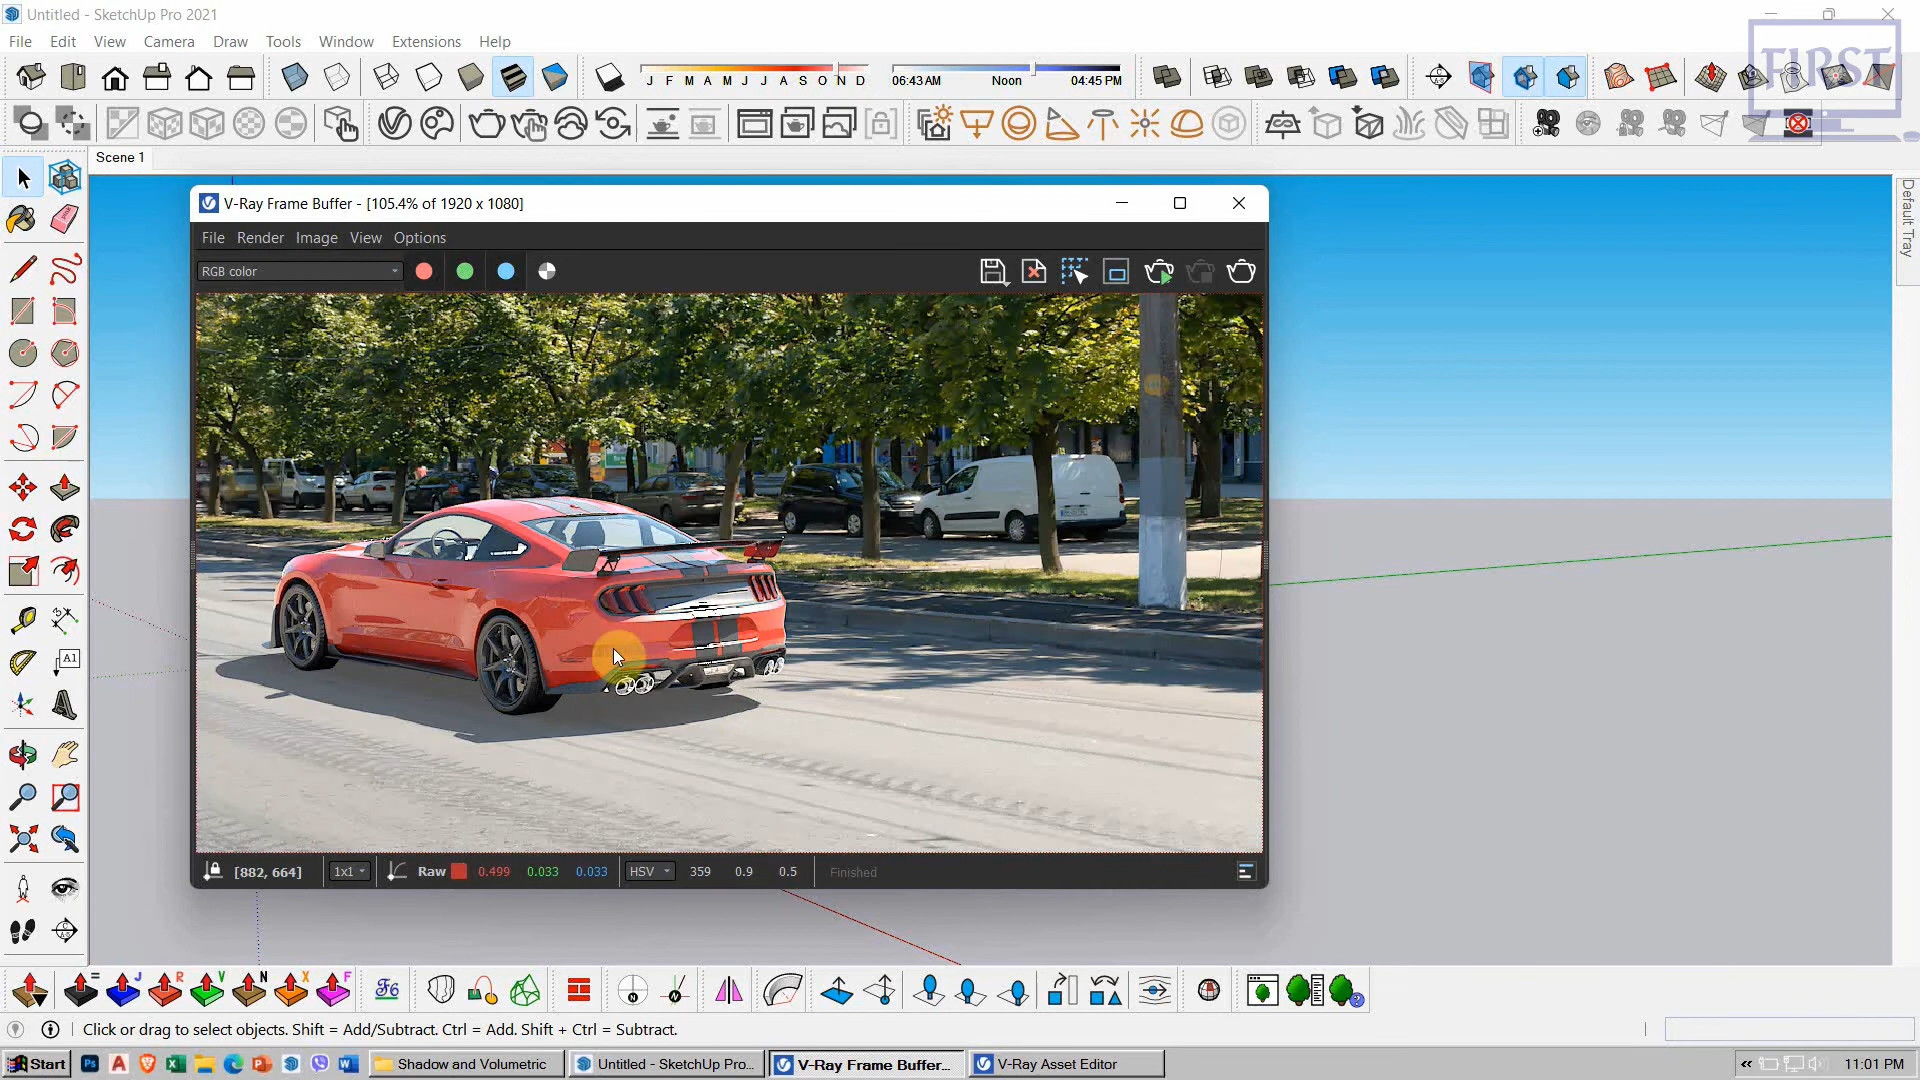 Untitled - SketchUp Pro 2021
File Edit View Camera Draw Tools Window Extensions Help
J F M A M J J A S O N D 06:43 AM Noon 04:45 PM
FIRST
Scene 1
Default Tray
V-Ray Frame Buffer - [105.4% of 1920 x 1080]
File Render Image View Options
RGB color
A1
[882, 664] 1x1 Raw 0.499 0.033 0.033 HSV 359 0.9 0.5 Finished
= J R V N X F
F6
N N
Click or drag to select objects. Shift = Add/Subtract. Ctrl = Add. Shift + Ctrl = Subtract.
Start Shadow and Volumetric Untitled - SketchUp Pro... V-Ray Frame Buffer... V-Ray Asset Editor 11:01 PM